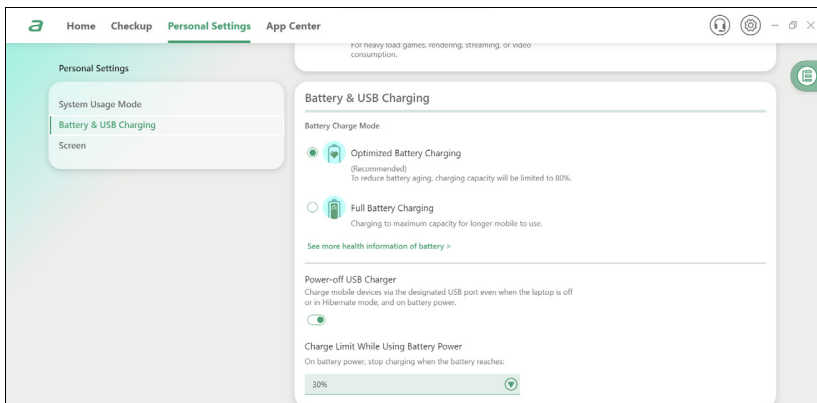 Home Checkup Personal Settings App Center
Personal Settings
System Usage Mode
Battery & USB Charging
Screen
For heavy load games, rendering, streaming, or video
consumption.
Battery & USB Charging
Battery Charge Mode
Optimized Battery Charging
(Recommended)
To reduce battery aging, charging capacity will be limited to 80%.
Full Battery Charging
Charging to maximum capacity for longer mobile to use.
See more health information of battery >
Power-off USB Charger
Charge mobile devices via the designated USB port even when the laptop is off
or in Hibernate mode, and on battery power.
Charge Limit While Using Battery Power
On battery power, stop charging when the battery reaches:
30%